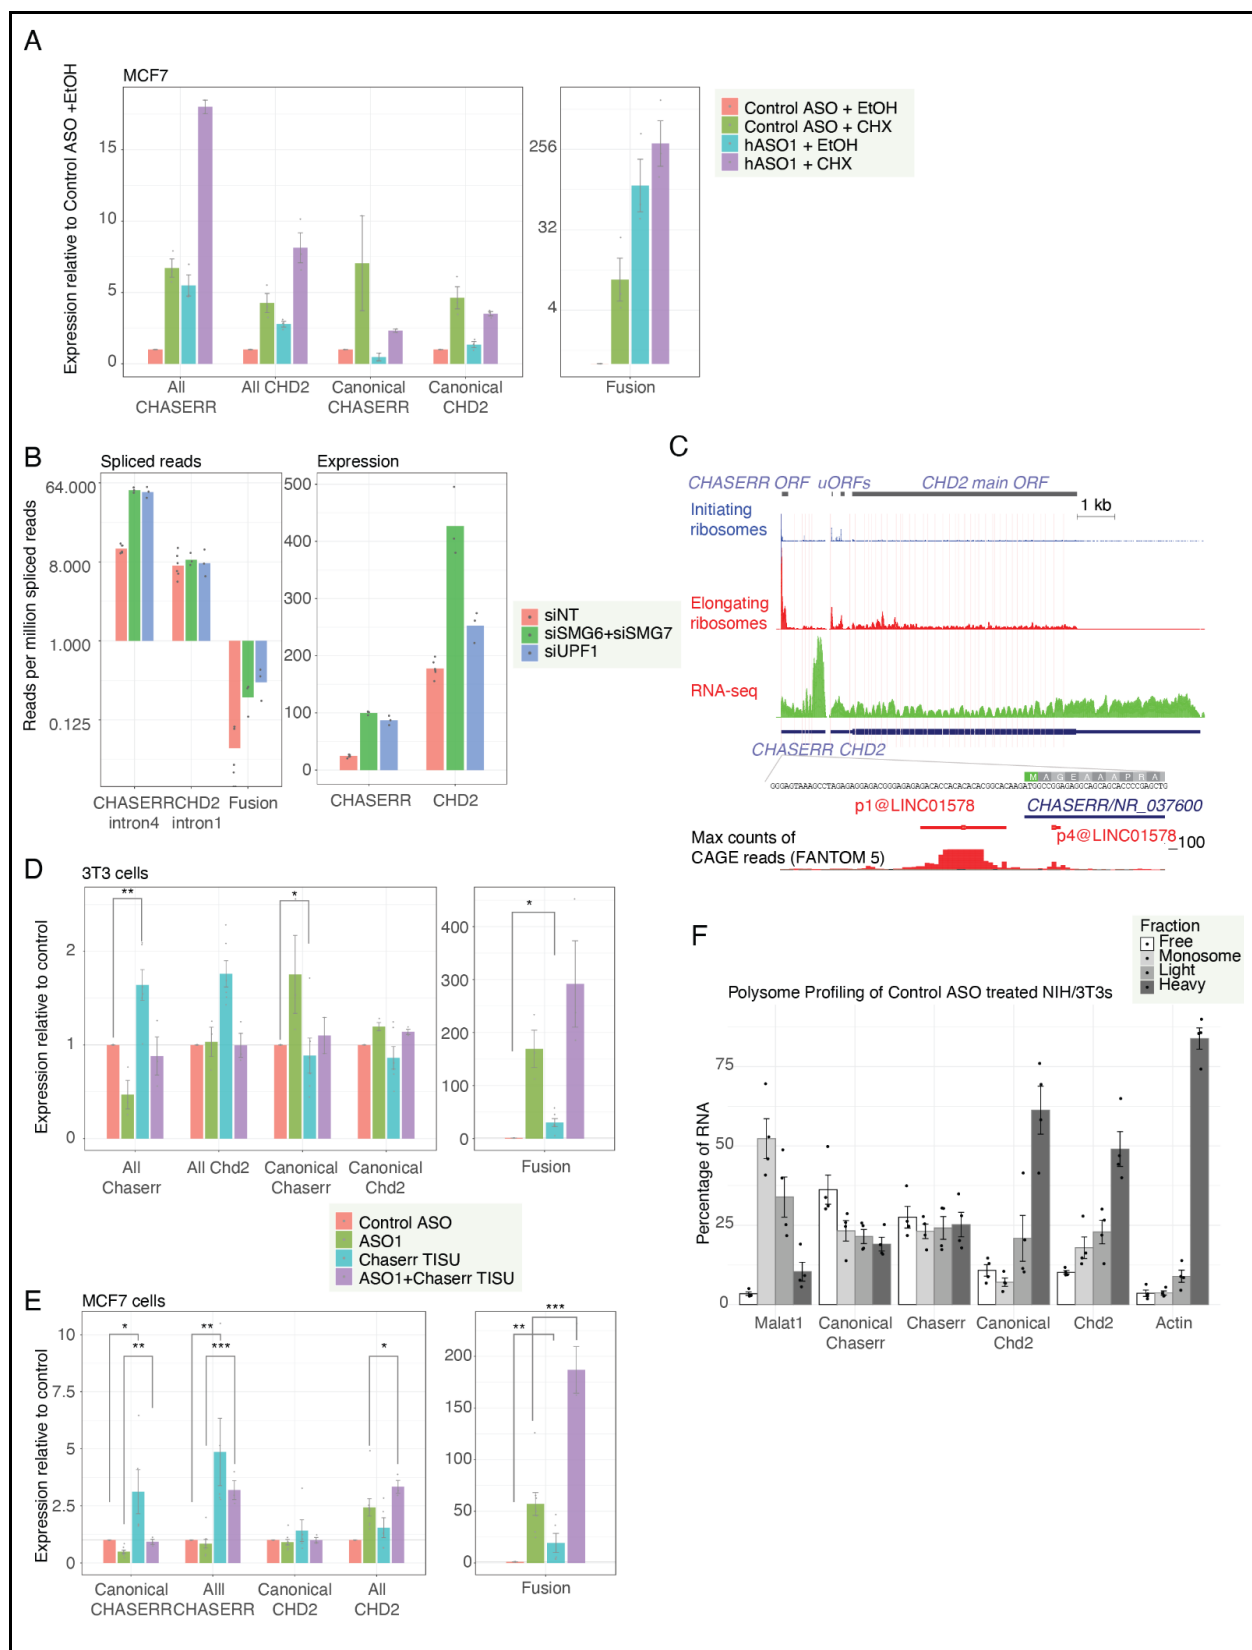 A
MCF7
Expression relative to Control ASO +EtOH
15
10
5
0
All CHASERR
All CHD2
Canonical CHASERR
Canonical CHD2
256
32
4
Fusion
Control ASO + EtOH
Control ASO + CHX
hASO1 + EtOH
hASO1 + CHX
B
Spliced reads
Reads per million spliced reads
64.000
8.000
1.000
0.125
CHASERR intron4
CHD2 intron1
Fusion
Expression
500
400
300
200
100
0
CHASERR
CHD2
siNT
siSMG6+siSMG7
siUPF1
C
CHASERR ORF
uORFs
CHD2 main ORF
1 kb
Initiating ribosomes
Elongating ribosomes
RNA-seq
CHASERR CHD2
M A G E A A A P R A
p1@LINC01578
CHASERR/NR_037600
p4@LINC01578
_100
Max counts of
CAGE reads (FANTOM 5)
D
3T3 cells
Expression relative to control
2
1
0
**
*
All Chaserr
All Chd2
Canonical Chaserr
Canonical Chd2
400
300
200
100
0
*
Fusion
Control ASO
ASO1
Chaserr TISU
ASO1+Chaserr TISU
E
MCF7 cells
Expression relative to control
10
7.5
5
2.5
0
*
**
**
***
*
Canonical CHASERR
Alll CHASERR
Canonical CHD2
All CHD2
200
150
100
50
0
***
**
Fusion
F
Fraction
Free
Monosome
Light
Heavy
Polysome Profiling of Control ASO treated NIH/3T3s
Percentage of RNA
75
50
25
0
Malat1
Canonical Chaserr
Chaserr
Canonical Chd2
Chd2
Actin